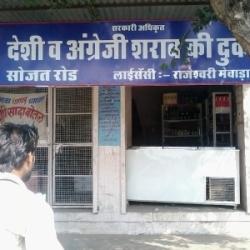 सरकारी अधिकृत
देशी व अंग्रेजी शराब की दु
सोजत रोड लाईसेंसी :- राजेश्वरी मेवाड़ा